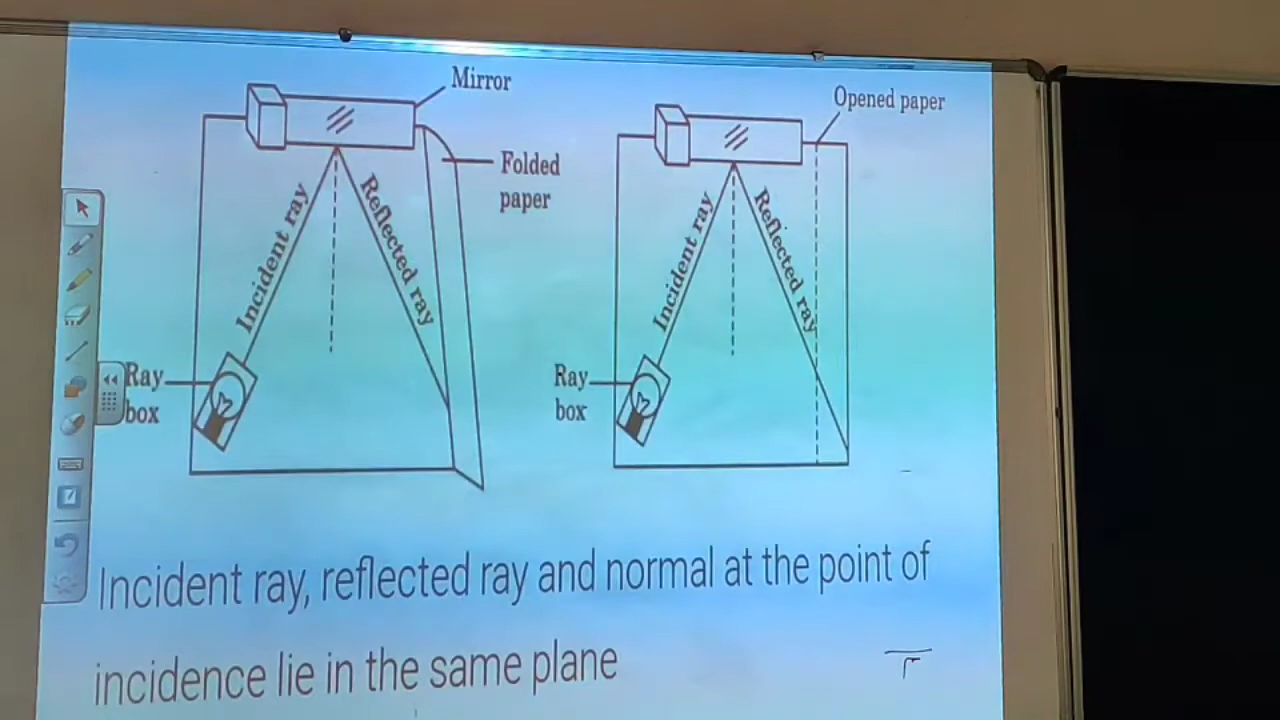 Mirror
Opened paper
Folded
paper
Incident ray
Reflected ray
Incident ray
Reflected ray
Ray
box
Ray
box
Incident ray, reflected ray and normal at the point of
incidence lie in the same plane